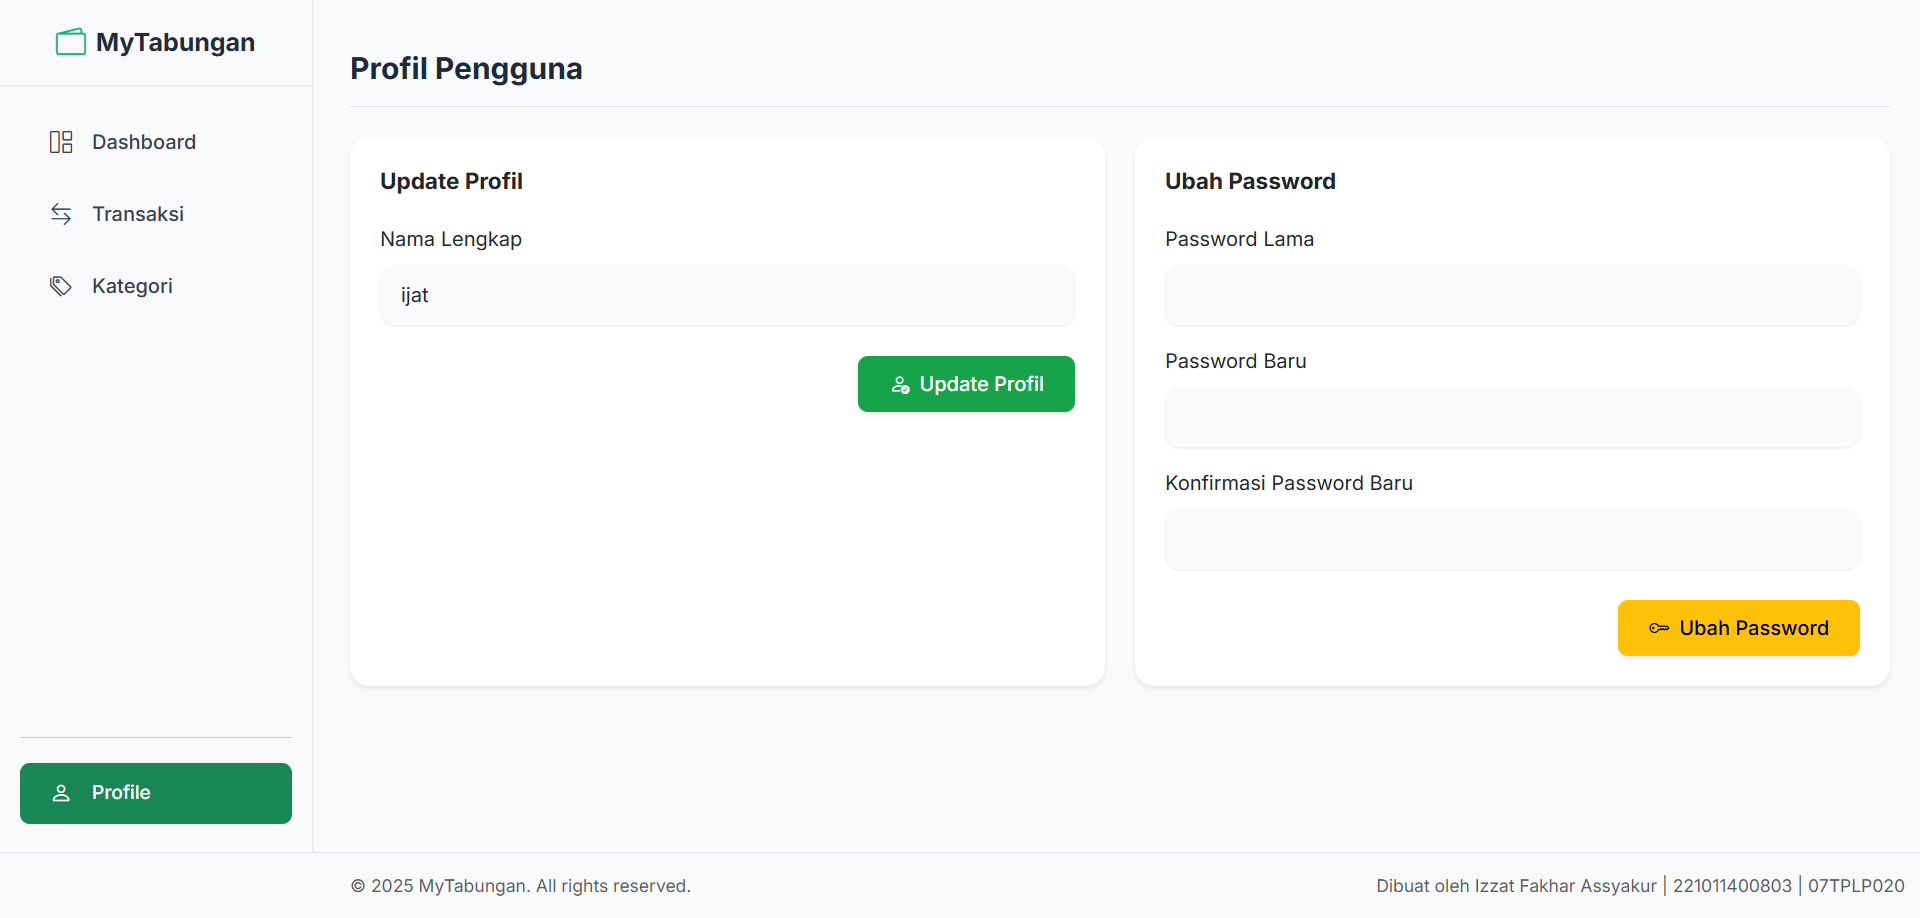 MyTabungan
Dashboard
Transaksi
Kategori
Profile
Profil Pengguna
Update Profil
Nama Lengkap
ijat
Update Profil
Ubah Password
Password Lama
Password Baru
Konfirmasi Password Baru
Ubah Password
© 2025 MyTabungan. All rights reserved.
Dibuat oleh Izzat Fakhar Assyakur | 221011400803 | 07TPLP020